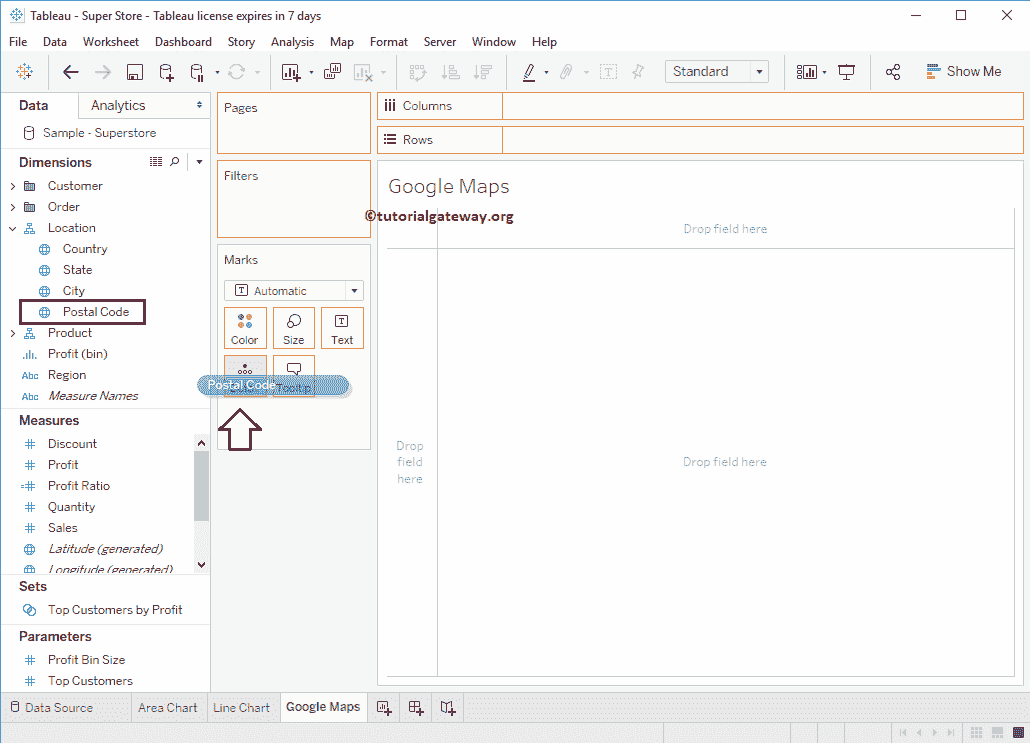 Tableau - Super Store - Tableau license expires in 7 days
File Data Worksheet Dashboard Story Analysis Map Format Server Window Help
Standard
Show Me
Data
Analytics
Sample - Superstore
Dimensions
Customer
Order
Location
Country
State
City
Postal Code
Product
Profit (bin)
Abc Region
Abc Measure Names
Measures
Discount
Profit
Profit Ratio
Quantity
Sales
Latitude (generated)
Longitude (generated)
Sets
Top Customers by Profit
Parameters
Profit Bin Size
Top Customers
Pages
Filters
Marks
T Automatic
Color
Size
T
Text
Postal Code
Tooltip
Columns
Rows
Google Maps
©tutorialgateway.org
Drop field here
Drop
field
here
Drop field here
Data Source
Area Chart
Line Chart
Google Maps